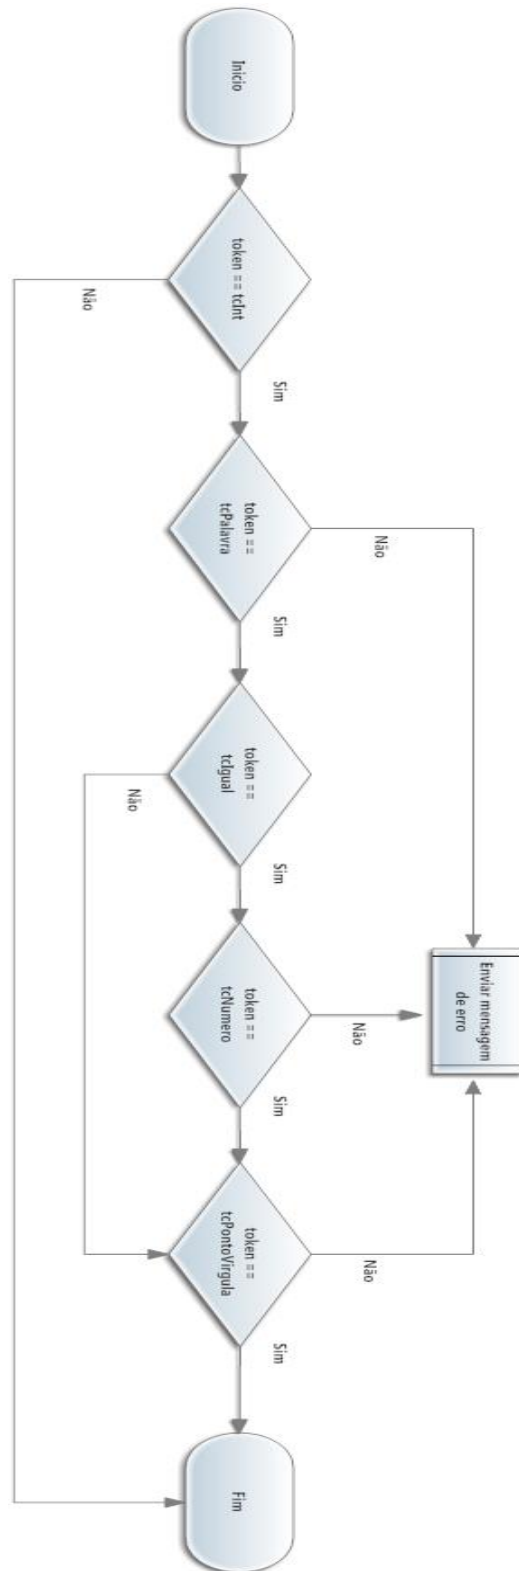 Inicio
token == tcInt
Não
Sim
token ==
tcPalavra
Não
Sim
token ==
tcIgual
Não
Sim
token ==
tcNumero
Não
Sim
Enviar mensagem
de erro
token ==
tcPontoVirgula
Não
Sim
Fim